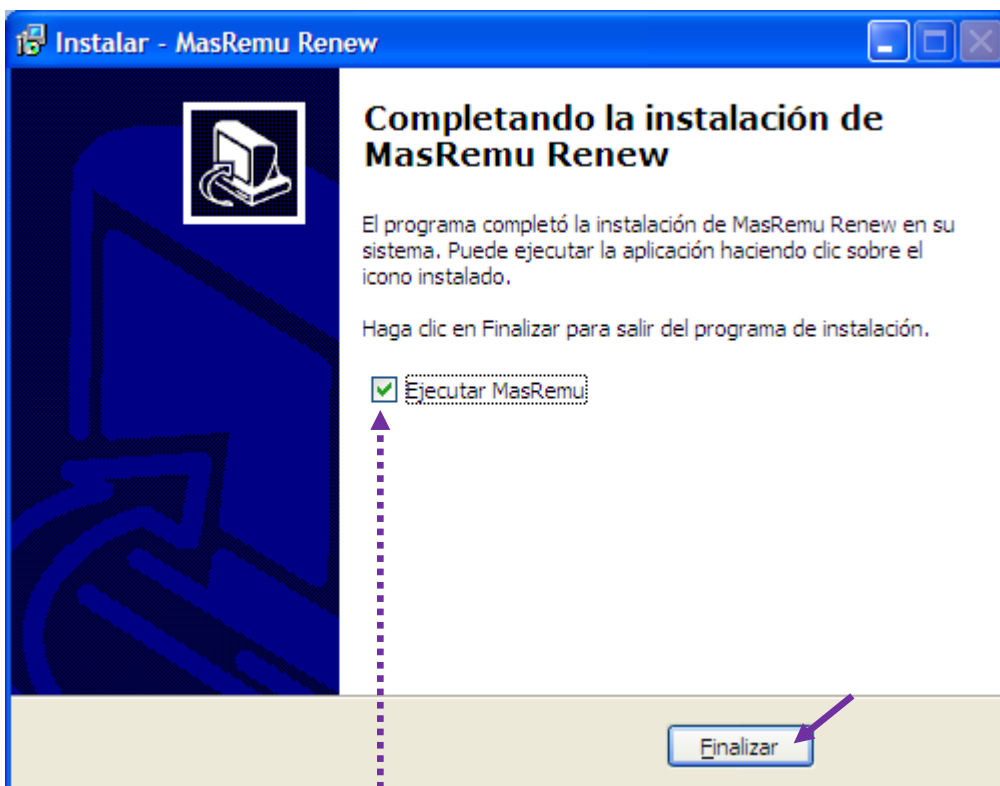 Instalar - MasRemu Renew
Completando la instalación de
MasRemu Renew
El programa completó la instalación de MasRemu Renew en su
sistema. Puede ejecutar la aplicación haciendo clic sobre el
icono instalado.
Haga clic en Finalizar para salir del programa de instalación.
Ejecutar MasRemu
Finalizar